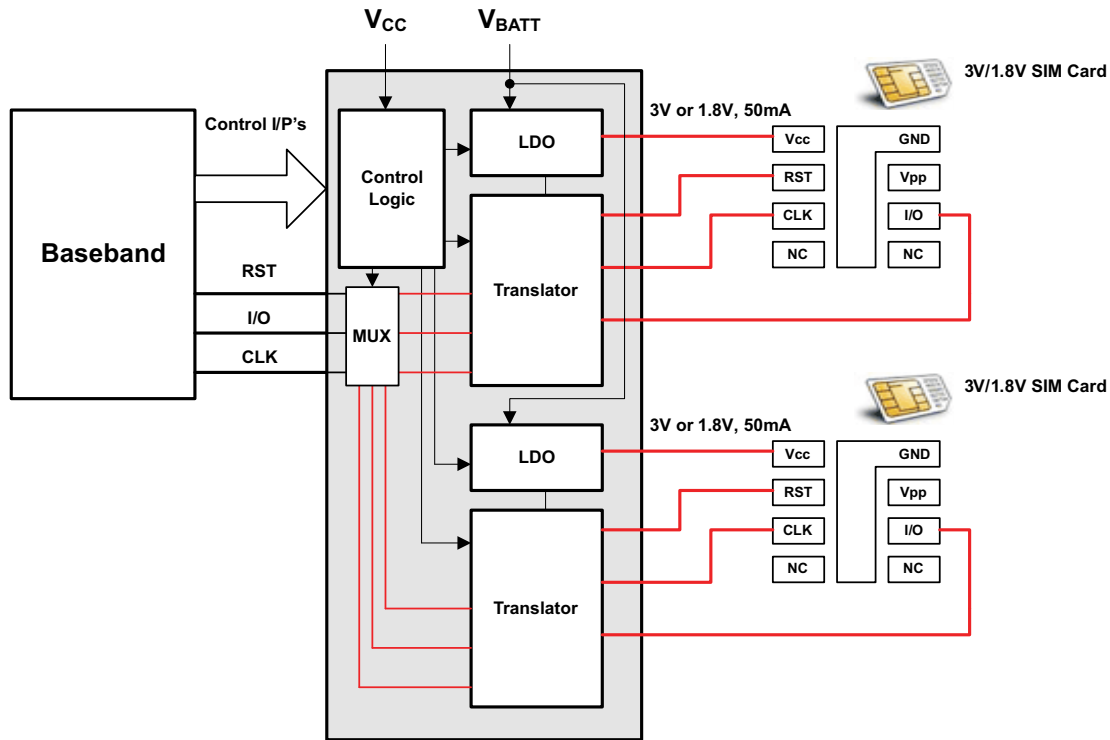 VCC
VBATT
3V/1.8V SIM Card
Control I/P's
3V or 1.8V, 50mA
LDO
Vcc
GND
Control
Logic
RST
Vpp
CLK
I/O
Baseband
NC
NC
RST
Translator
I/O
MUX
CLK
3V/1.8V SIM Card
3V or 1.8V, 50mA
LDO
Vcc
GND
RST
Vpp
CLK
I/O
NC
NC
Translator